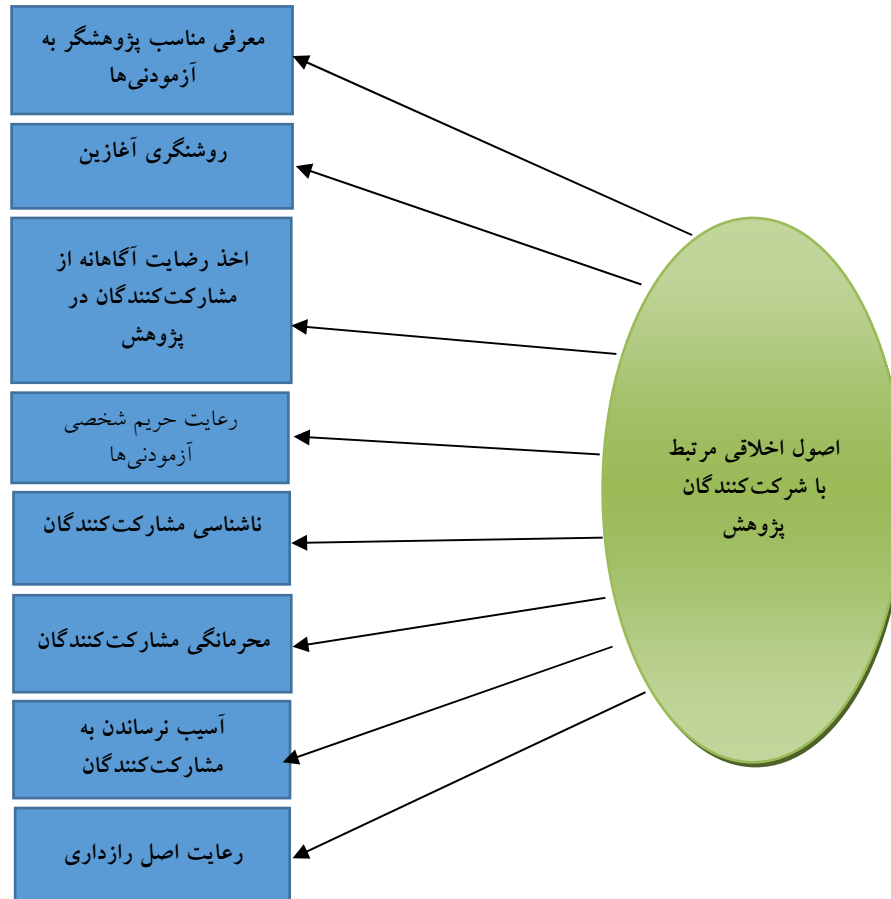 معرفی مناسب پژوهشگر به
آزمودنی‌ها
روشنگری آغازین
اخذ رضایت آگاهانه از
مشارکت‌کنندگان در
پژوهش
رعایت حریم شخصی
آزمودنی‌ها
ناشناسی مشارکت‌کنندگان
محرمانگی مشارکت‌کنندگان
آسیب نرساندن به
مشارکت‌کنندگان
رعایت اصل رازداری
اصول اخلاقی مرتبط
با شرکت‌کنندگان
پژوهش